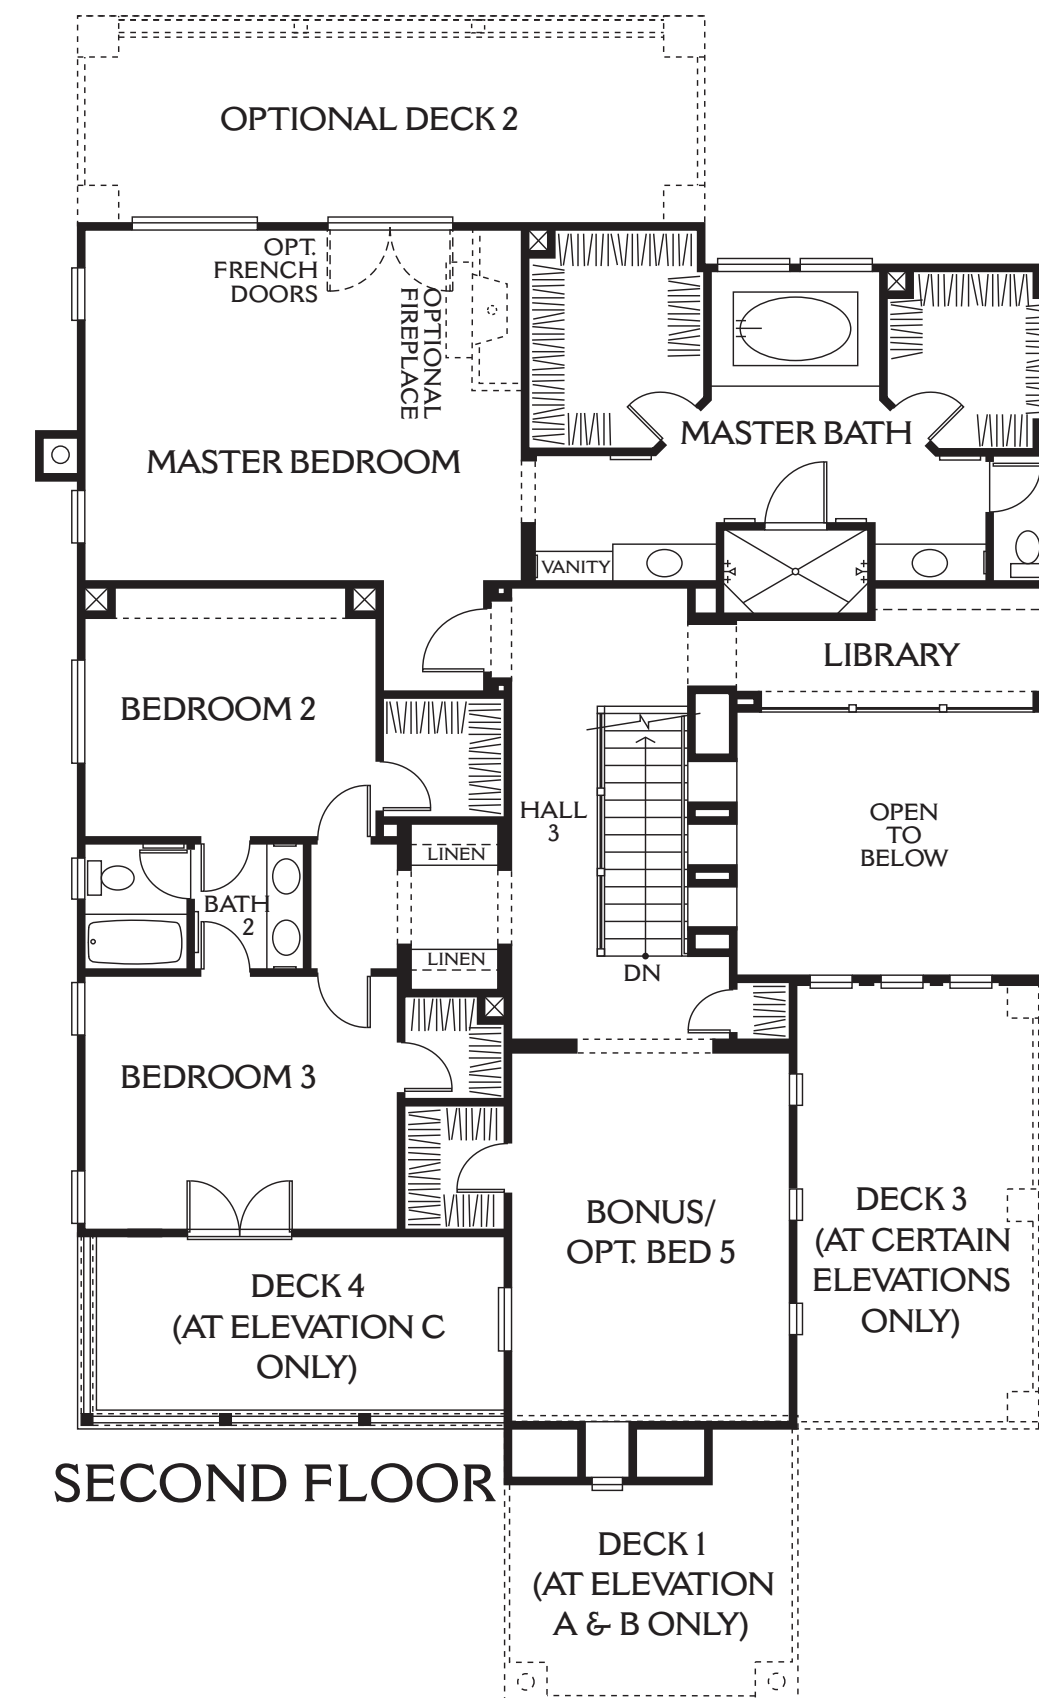 OPTIONAL DECK 2
OPT.
FRENCH
DOORS
OPTIONAL
FIREPLACE
MASTER BEDROOM
MASTER BATH
VANITY
LIBRARY
BEDROOM 2
HALL
3
OPEN
TO
BELOW
LINEN
BATH
2
LINEN
DN
BEDROOM 3
BONUS/
OPT. BED 5
DECK 3
(AT CERTAIN
ELEVATIONS
ONLY)
DECK 4
(AT ELEVATION C
ONLY)
SECOND FLOOR
DECK 1
(AT ELEVATION
A & B ONLY)